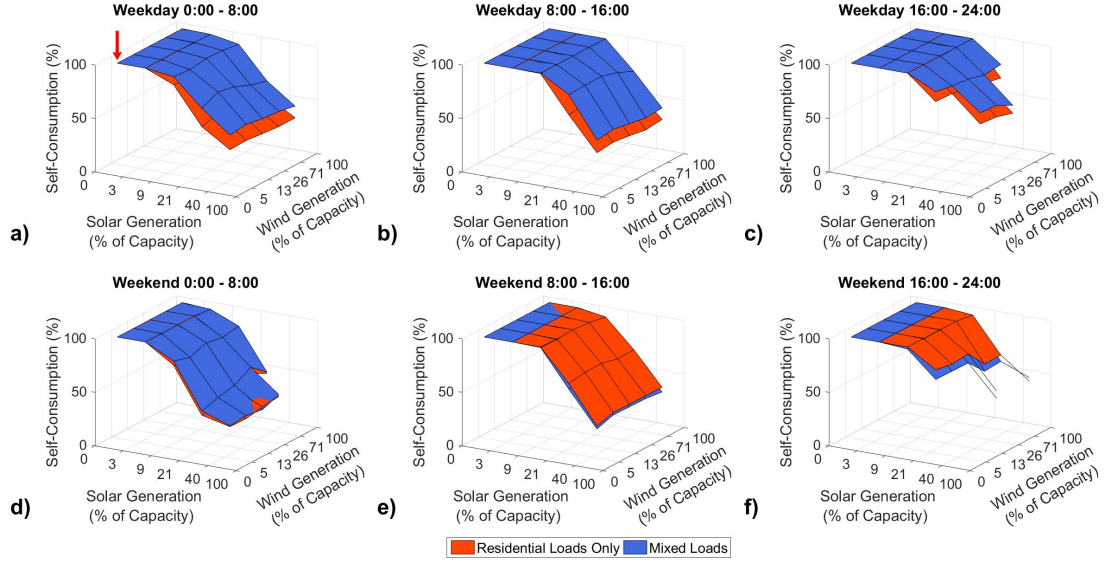 Weekday 0:00 - 8:00
Self-Consumption (%)
100
50
0
0 3 9 21 40 100
Solar Generation
(% of Capacity)
0 5 13 26 71 100
Wind Generation
(% of Capacity)
a)
Weekday 8:00 - 16:00
Self-Consumption (%)
100
50
0
0 3 9 21 40 100
Solar Generation
(% of Capacity)
0 5 13 26 71 100
Wind Generation
(% of Capacity)
b)
Weekday 16:00 - 24:00
Self-Consumption (%)
100
50
0
0 3 9 21 40 100
Solar Generation
(% of Capacity)
0 5 13 26 71 100
Wind Generation
(% of Capacity)
c)
Weekend 0:00 - 8:00
Self-Consumption (%)
100
50
0
0 3 9 21 40 100
Solar Generation
(% of Capacity)
0 5 13 26 71 100
Wind Generation
(% of Capacity)
d)
Weekend 8:00 - 16:00
Self-Consumption (%)
100
50
0
0 3 9 21 40 100
Solar Generation
(% of Capacity)
0 5 13 26 71 100
Wind Generation
(% of Capacity)
e)
Weekend 16:00 - 24:00
Self-Consumption (%)
100
50
0
0 3 9 21 40 100
Solar Generation
(% of Capacity)
0 5 13 26 71 100
Wind Generation
(% of Capacity)
f)
Residential Loads Only Mixed Loads